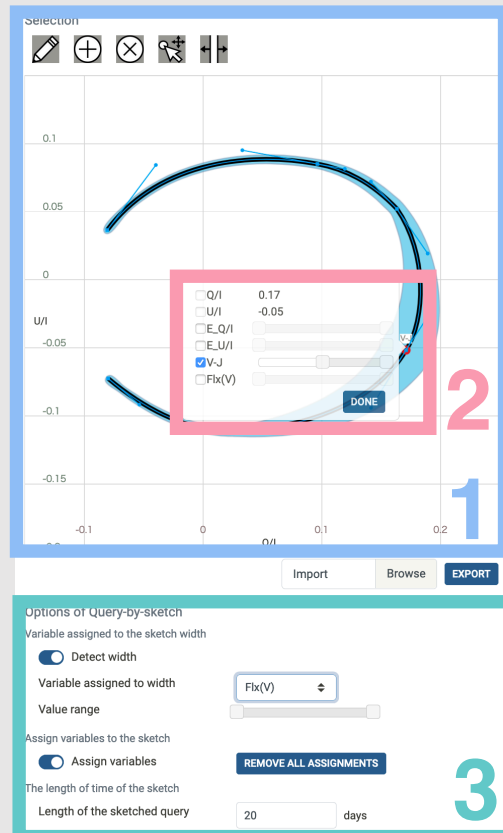 Selection
0.1
0.05
0
U/I
-0.05
-0.1
-0.15
-0.1 0 0.1 0.2
Q/I
Q/I 0.17
U/I -0.05
E_Q/I
E_U/I
V-J
Flx(V)
DONE
V-J
2
1
Import Browse EXPORT
Options of Query-by-sketch
Variable assigned to the sketch width
Detect width
Variable assigned to width Flx(V)
Value range
Assign variables to the sketch
Assign variables REMOVE ALL ASSIGNMENTS
The length of time of the sketch
Length of the sketched query 20 days
3